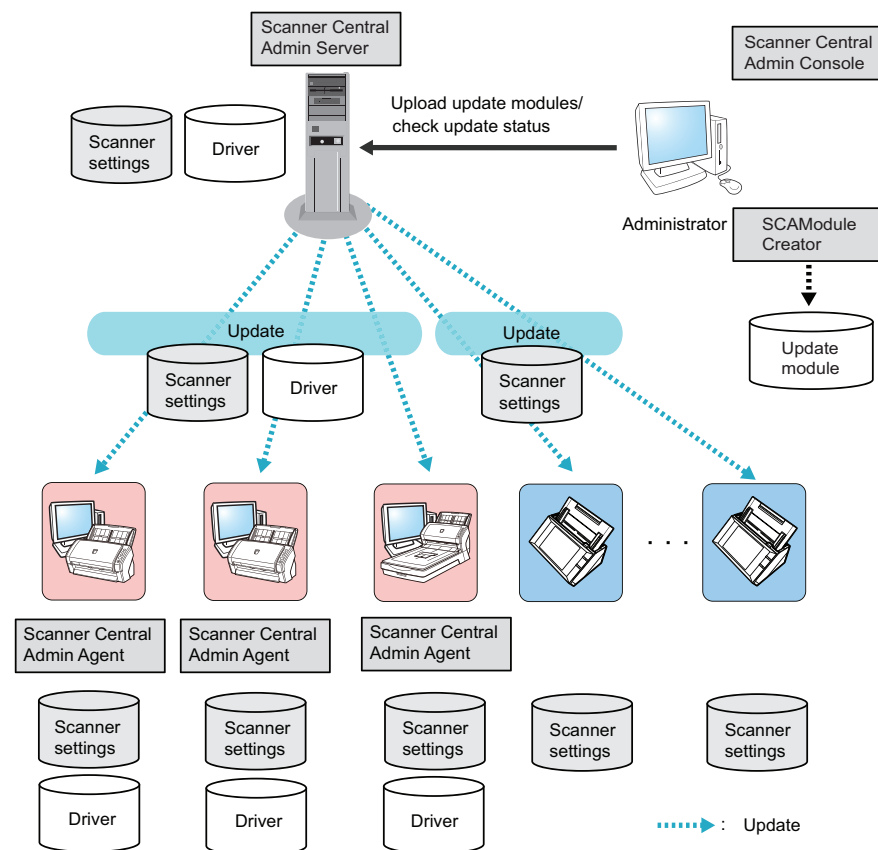 Scanner Central
Admin Server
Scanner Central
Admin Console
Upload update modules/
check update status
Scanner
settings
Driver
Administrator
SCAModule
Creator
Update
Update
Update
module
Scanner
settings
Driver
Scanner
settings
. . .
Scanner Central
Admin Agent
Scanner Central
Admin Agent
Scanner Central
Admin Agent
Scanner
settings
Scanner
settings
Scanner
settings
Scanner
settings
Scanner
settings
Driver
Driver
Driver
: Update